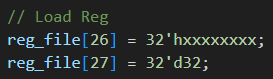 // Load Reg
reg_file[26] = 32'hxxxxxxxx;
reg_file[27] = 32'd32;